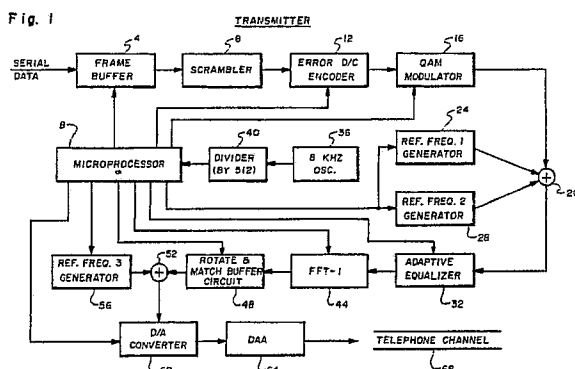 Fig. 1
TRANSMITTER
4
8
12
16
SERIAL
DATA
FRAME
BUFFER
SCRAMBLER
ERROR D/C
ENCODER
QAM
MODULATOR
8
40
36
24
MICROPROCESSOR
DIVIDER
(BY 512)
8 KHZ
OSC.
REF. FREQ. 1
GENERATOR
20
REF. FREQ. 2
GENERATOR
28
REF. FREQ. 3
GENERATOR
52
ROTATE &
MATCH BUFFER
CIRCUIT
FFT-1
ADAPTIVE
EQUALIZER
56
48
44
32
D/A
CONVERTER
DAA
TELEPHONE CHANNEL